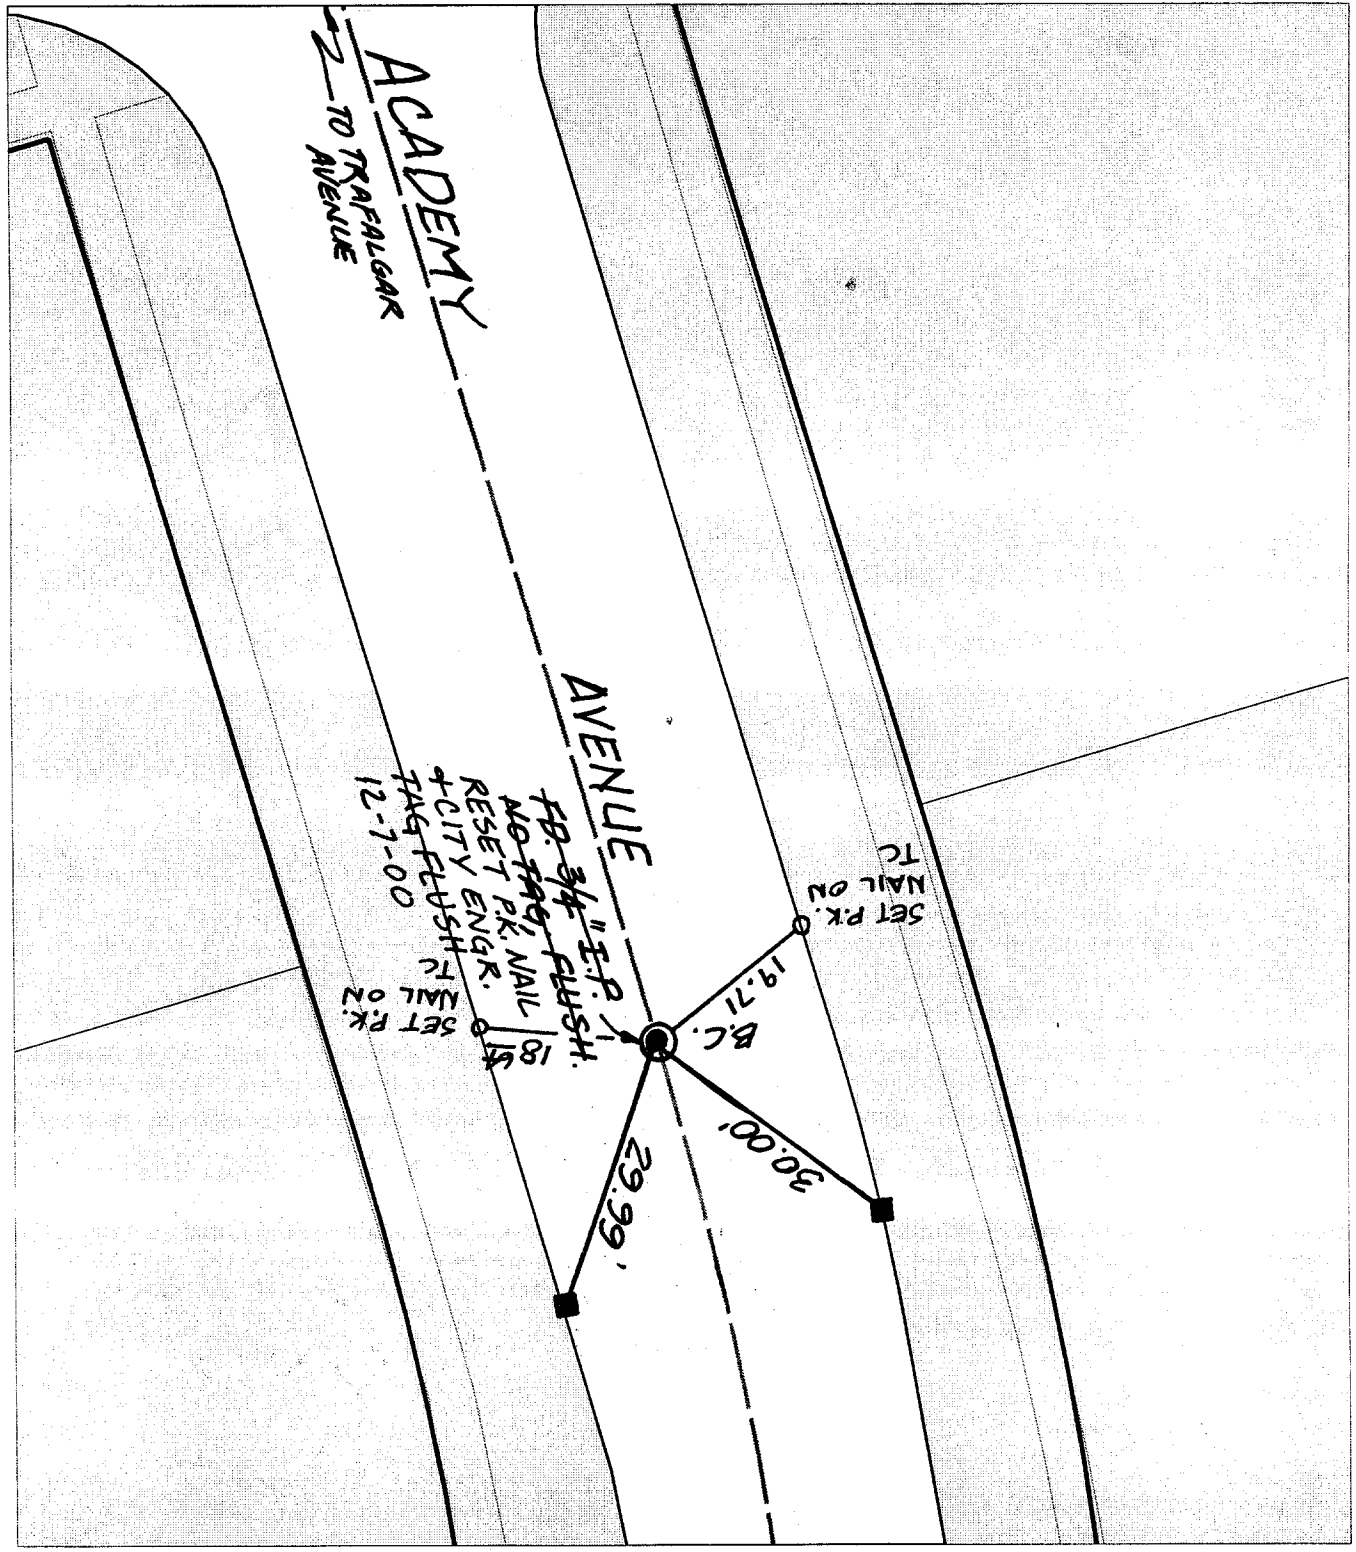 ACADEMY
TO TRAFALGAR
AVENUE
AVENUE
FD. 3/4" I.P.
NO TAG, FLUSH.
RESET P.K. NAIL
+ CITY ENGR.
TAG FLUSH
12-7-00
SET P.K.
NAIL ON
TC
SET P.K.
NAIL ON
TC
19.71
B.C.
30.00'
29.99'